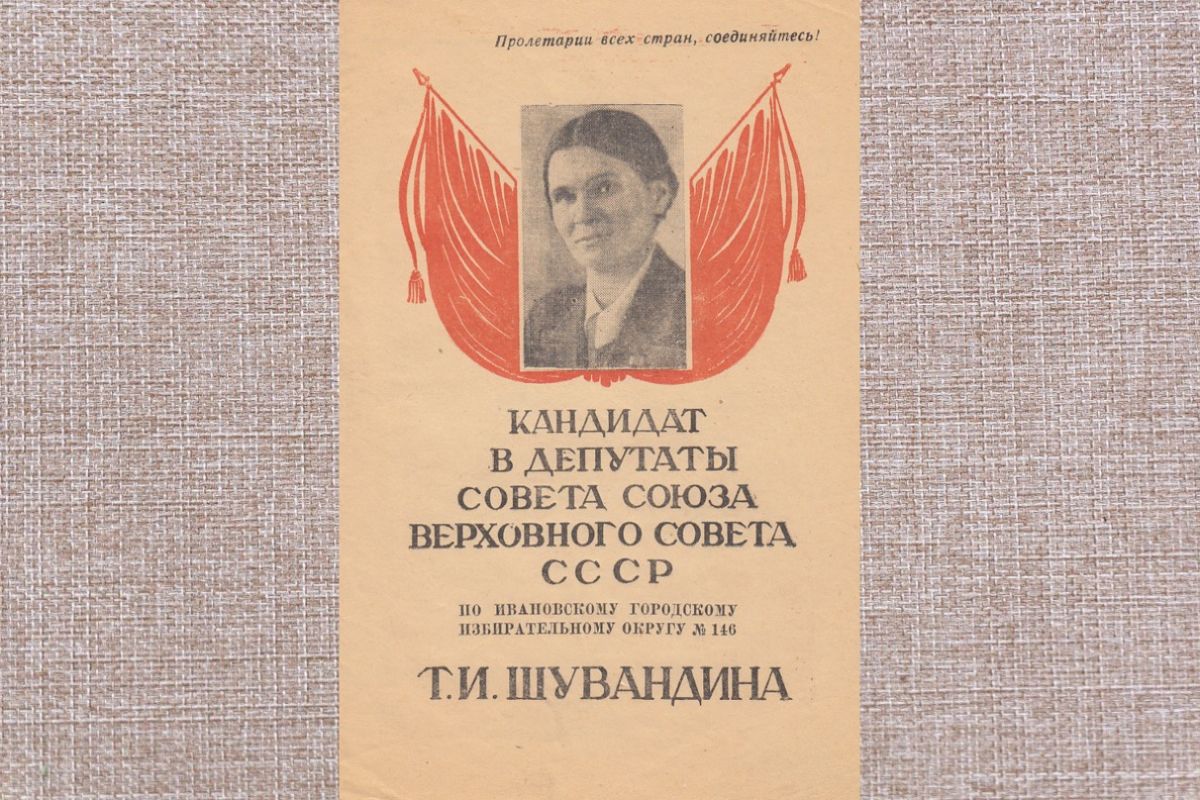 Пролетарии всех стран, соединяйтесь!
КАНДИДАТ
В ДЕПУТАТЫ
СОВЕТА СОЮЗА
ВЕРХОВНОГО СОВЕТА
СССР
ПО ИВАНОВСКОМУ ГОРОДСКОМУ
ИЗБИРАТЕЛЬНОМУ ОКРУГУ № 146
Т.И. ШУВАНДИНА